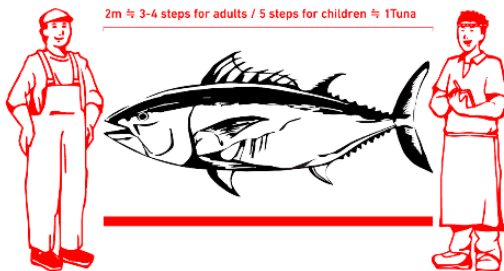 2m ≒ 3-4 steps for adults / 5 steps for children ≒ 1Tuna